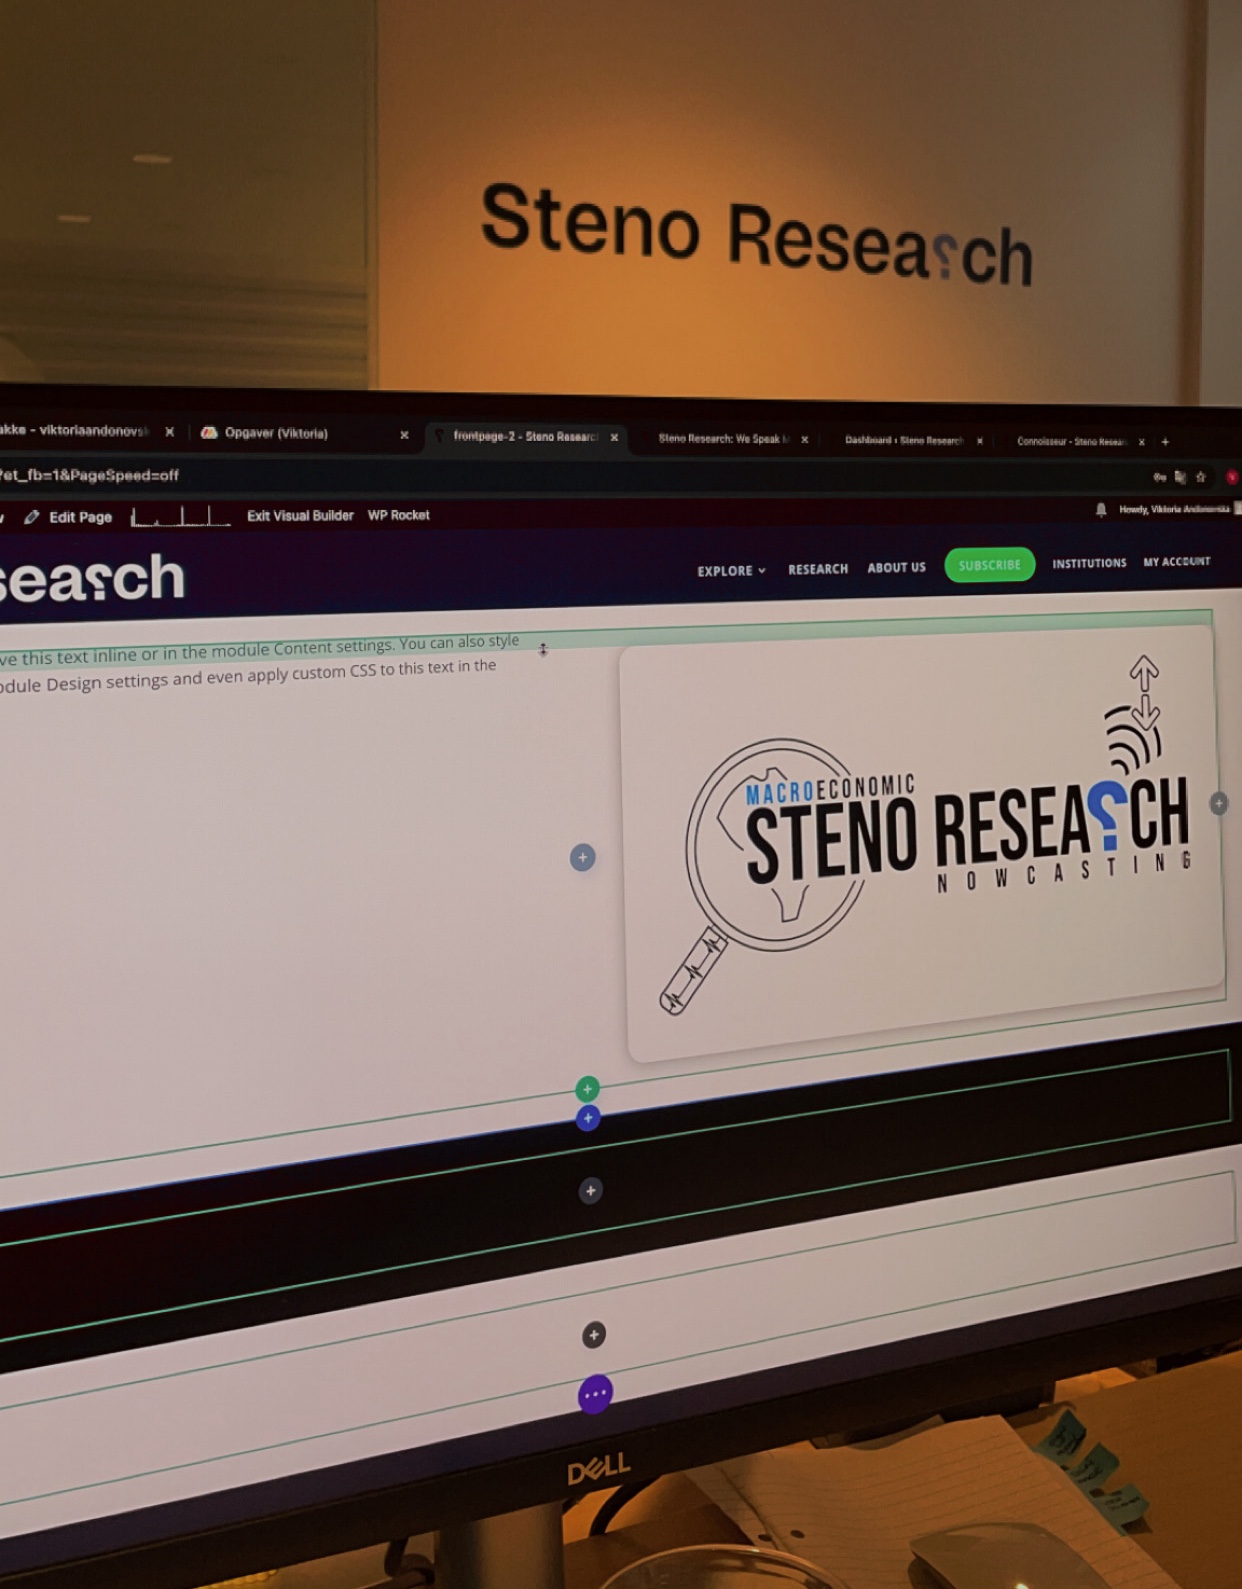 Steno Resea⸮ch
akke - viktoriaandonovs
Opgaver (Viktoria)
frontpage-2 - Steno Researc
Steno Research: We Speak M
Dashboard ‹ Steno Research
Connoisseur - Steno Resear
?et_fb=1&PageSpeed=off
Edit Page
Exit Visual Builder
WP Rocket
Howdy, Viktoria
sea⸮ch
EXPLORE
RESEARCH
ABOUT US
SUBSCRIBE
INSTITUTIONS
MY ACCOUNT
ve this text inline or in the module Content settings. You can also style
odule Design settings and even apply custom CSS to this text in the
MACROECONOMIC
STENO RESEA⸮CH
NOWCASTING
DELL